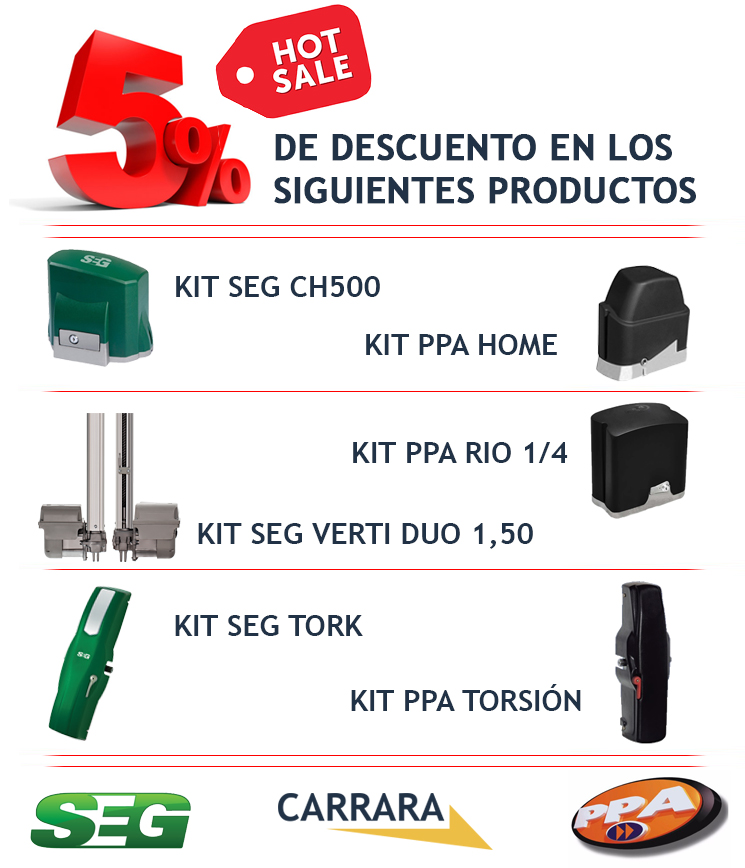 5%
HOT
SALE
DE DESCUENTO EN LOS
SIGUIENTES PRODUCTOS
SEG
KIT SEG CH500
KIT PPA HOME
KIT PPA RIO 1/4
KIT SEG VERTI DUO 1,50
KIT SEG TORK
SEG
KIT PPA TORSIÓN
SEG
CARRARA
PPA